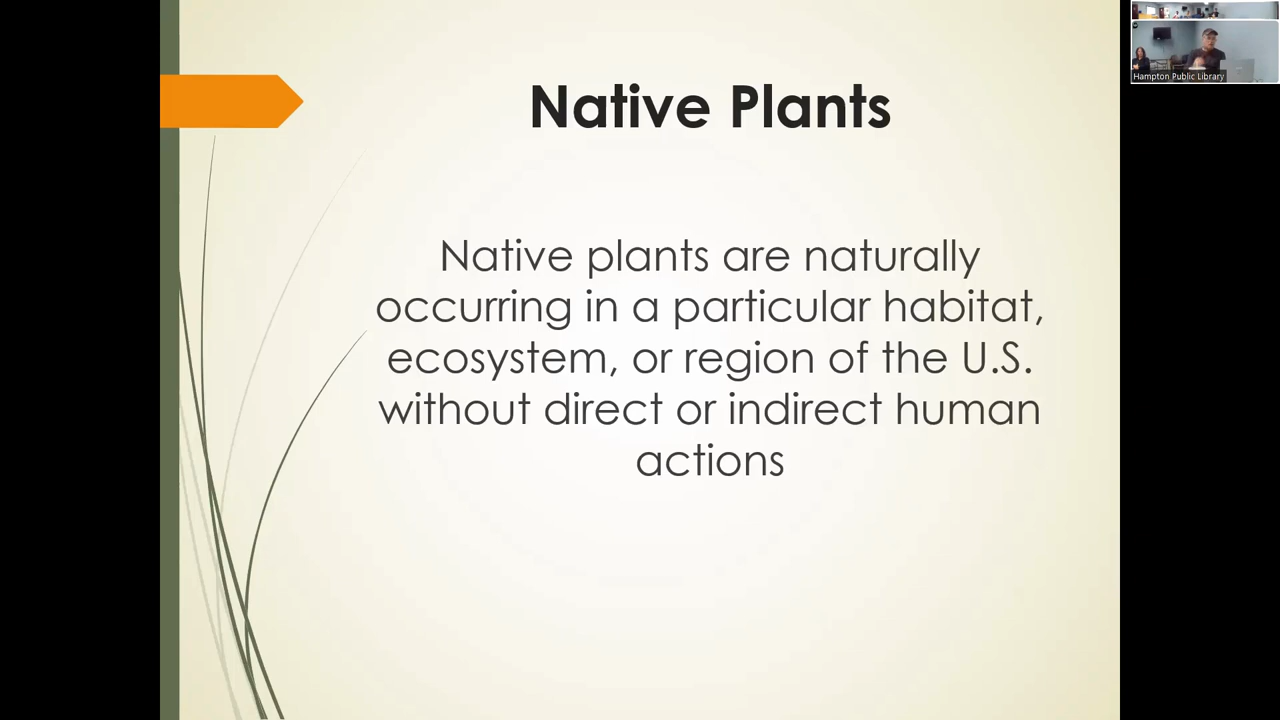 Native Plants
Native plants are naturally
occurring in a particular habitat,
ecosystem, or region of the U.S.
without direct or indirect human
actions
Hampton Public Library